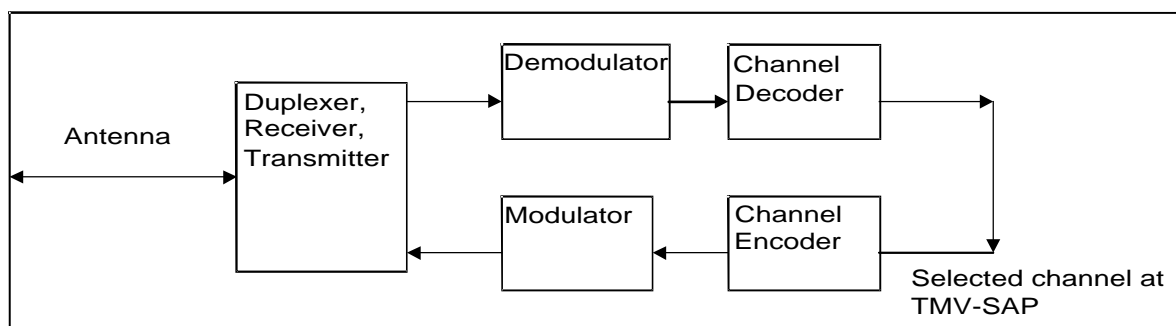 Antenna
Duplexer,
Receiver,
Transmitter
Demodulator
Channel
Decoder
Modulator
Channel
Encoder
Selected channel at
TMV-SAP